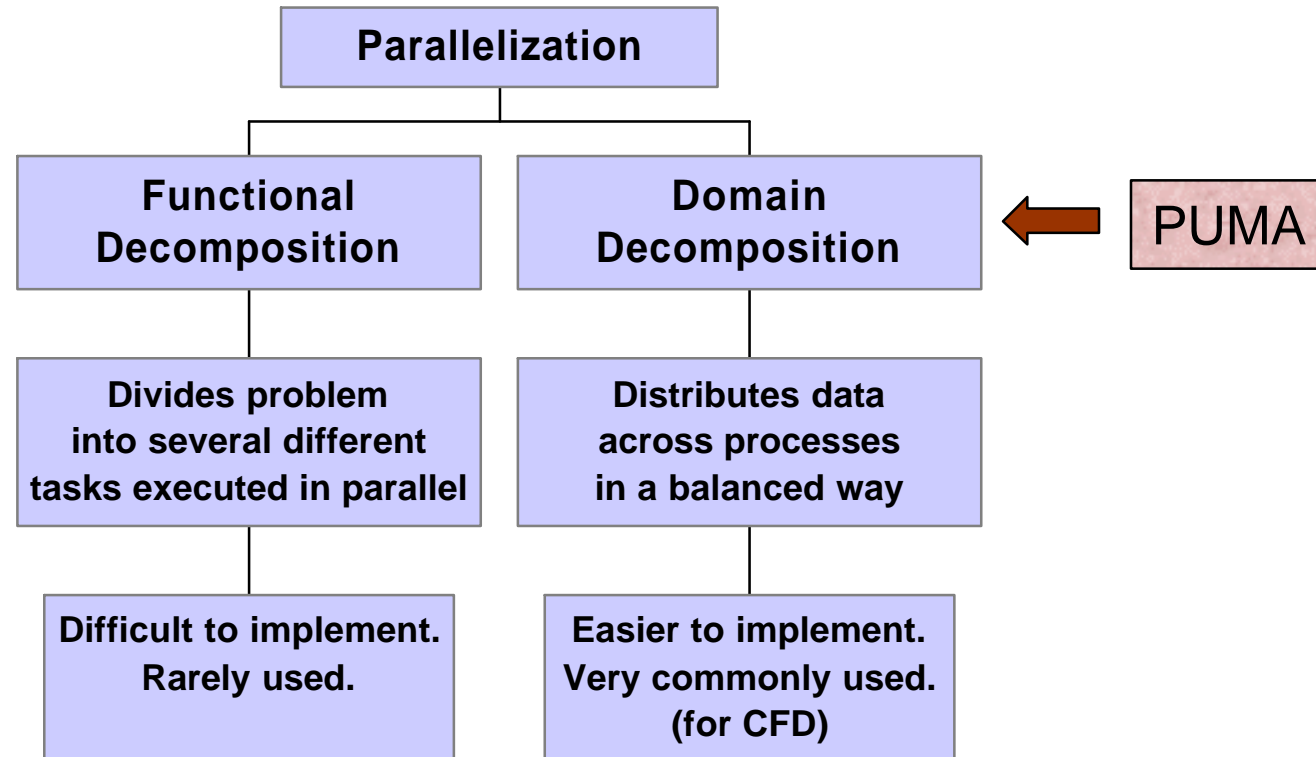 Parallelization
Functional
Decomposition
Domain
Decomposition
PUMA
Divides problem
into several different
tasks executed in parallel
Distributes data
across processes
in a balanced way
Difficult to implement.
Rarely used.
Easier to implement.
Very commonly used.
(for CFD)